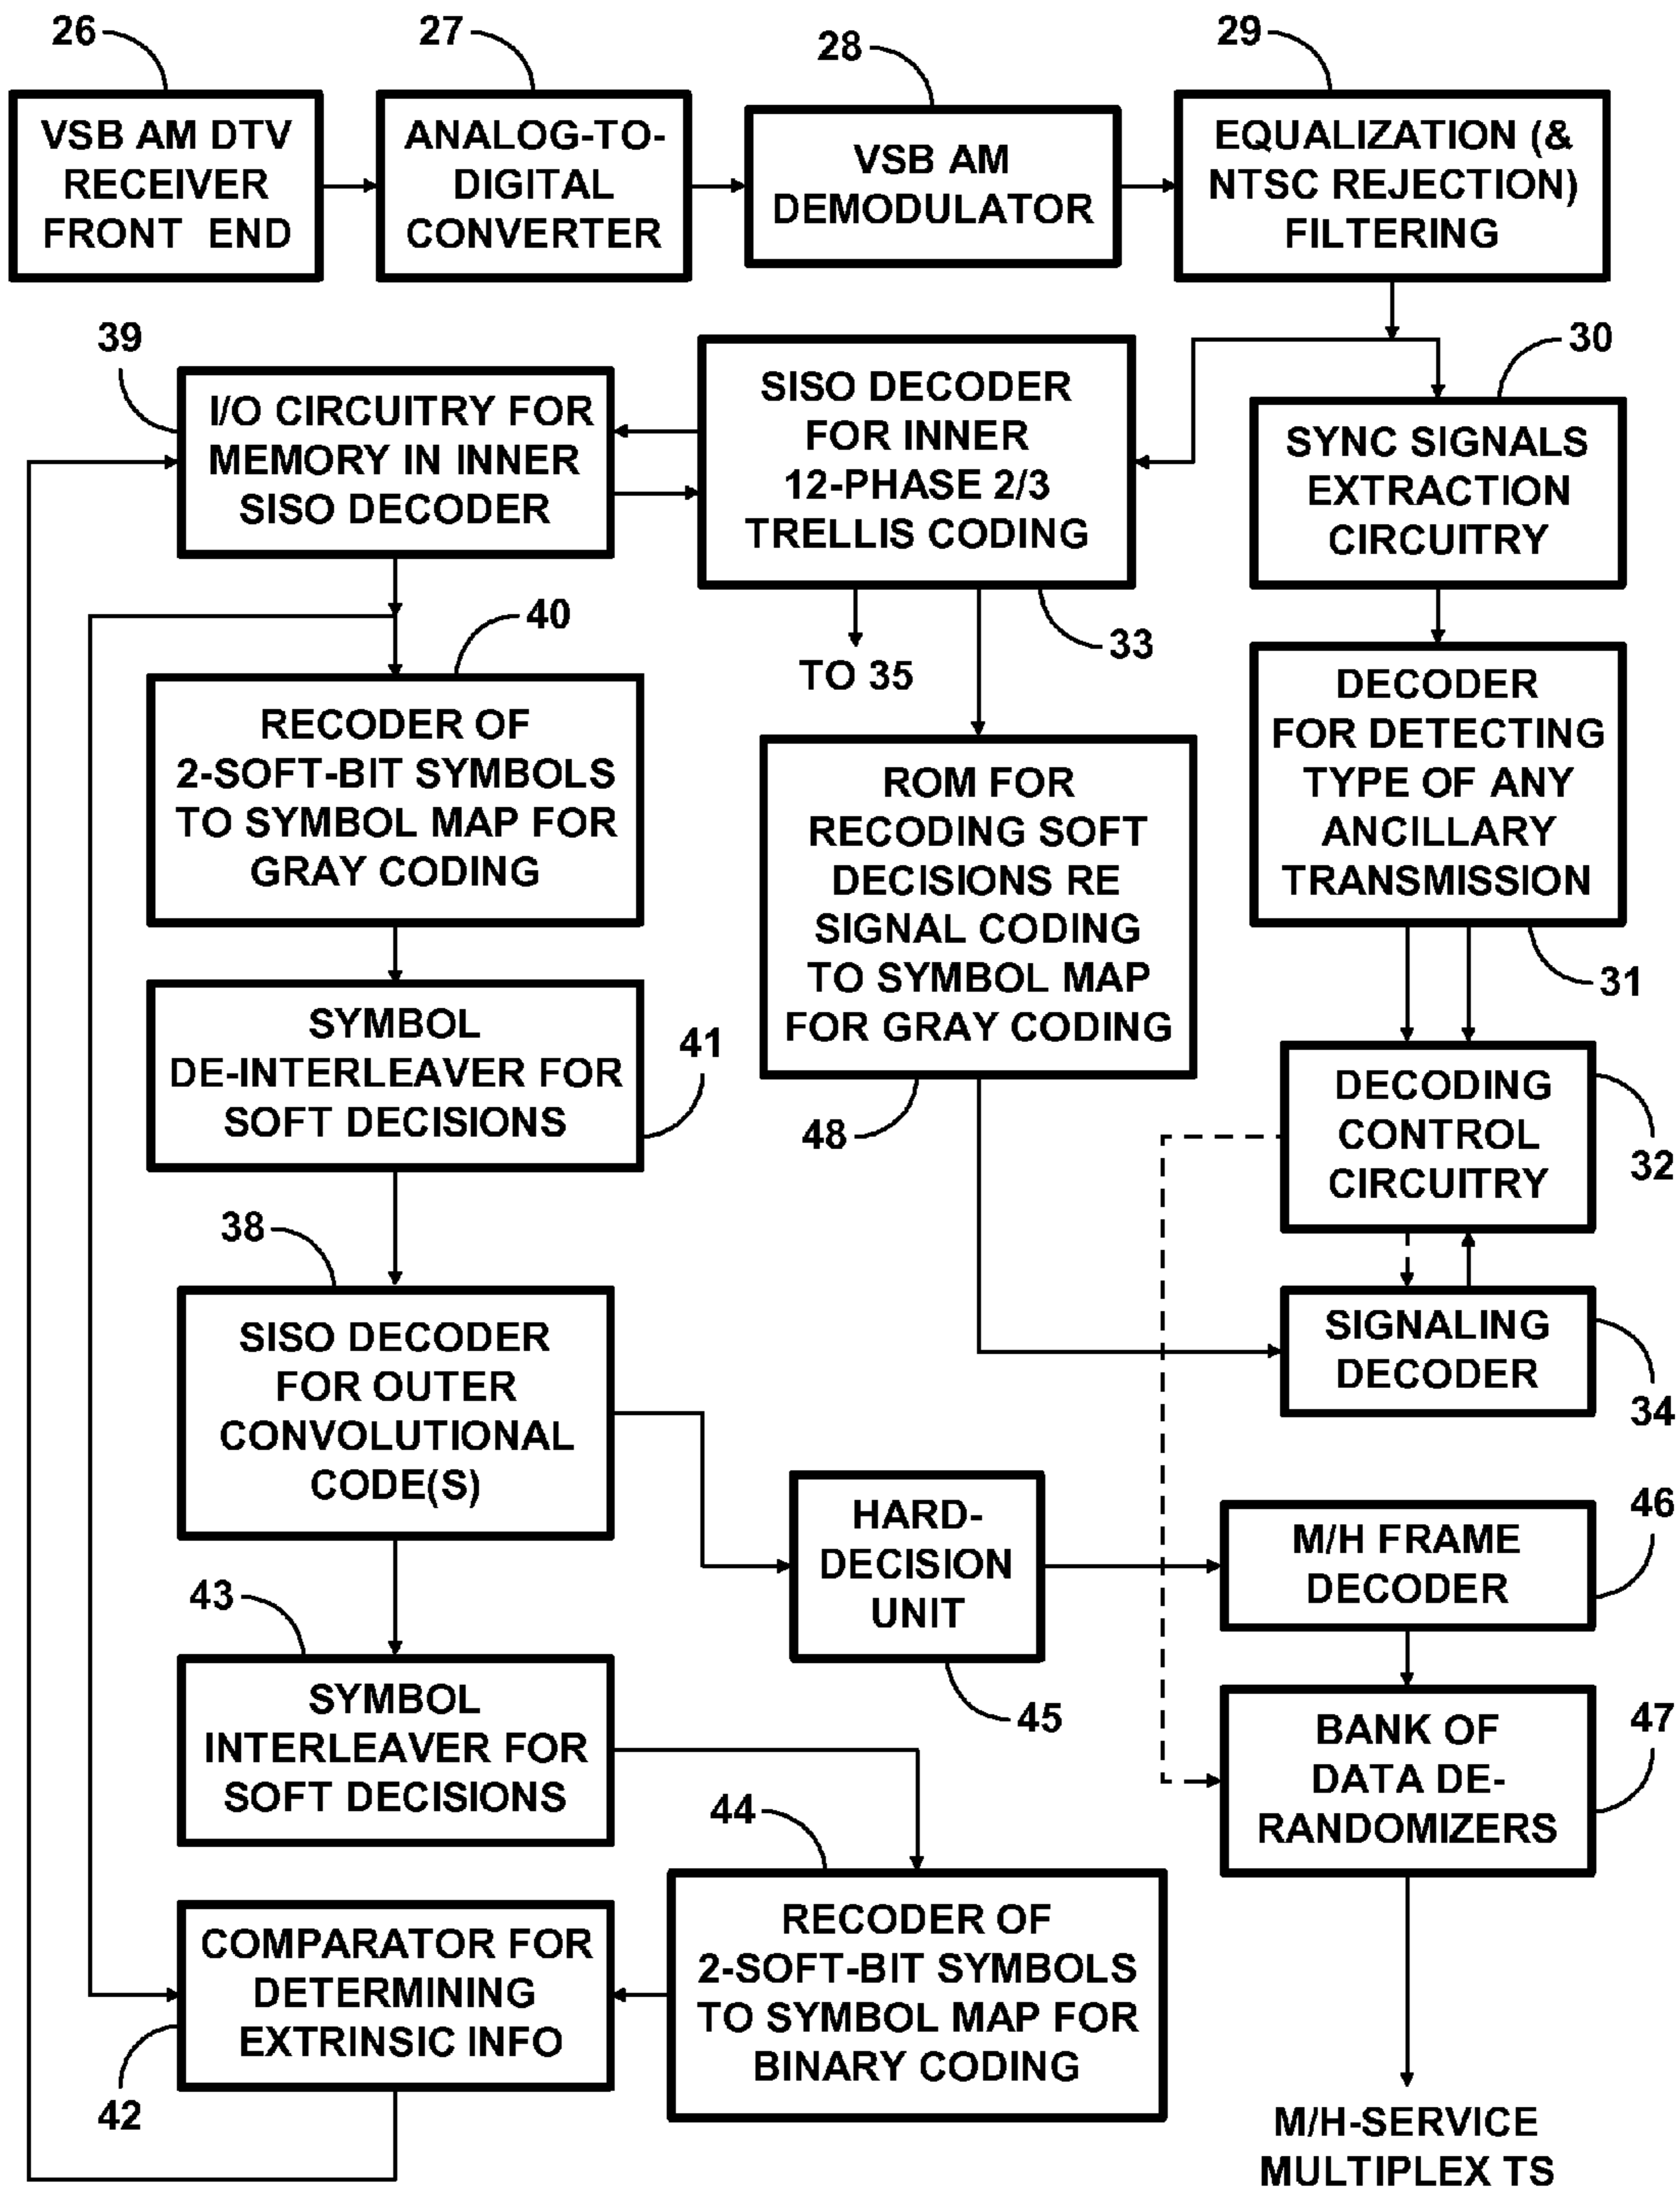 26
27
28
29
VSB AM DTV
RECEIVER
FRONT END
ANALOG-TO-
DIGITAL
CONVERTER
VSB AM
DEMODULATOR
EQUALIZATION (&
NTSC REJECTION)
FILTERING
39
I/O CIRCUITRY FOR
MEMORY IN INNER
SISO DECODER
SISO DECODER
FOR INNER
12-PHASE 2/3
TRELLIS CODING
33
TO 35
30
SYNC SIGNALS
EXTRACTION
CIRCUITRY
40
RECODER OF
2-SOFT-BIT SYMBOLS
TO SYMBOL MAP FOR
GRAY CODING
ROM FOR
RECODING SOFT
DECISIONS RE
SIGNAL CODING
TO SYMBOL MAP
FOR GRAY CODING
48
DECODER
FOR DETECTING
TYPE OF ANY
ANCILLARY
TRANSMISSION
31
SYMBOL
DE-INTERLEAVER FOR
SOFT DECISIONS
41
DECODING
CONTROL
CIRCUITRY
32
38
SISO DECODER
FOR OUTER
CONVOLUTIONAL
CODE(S)
SIGNALING
DECODER
34
HARD-
DECISION
UNIT
45
M/H FRAME
DECODER
46
43
SYMBOL
INTERLEAVER FOR
SOFT DECISIONS
BANK OF
DATA DE-
RANDOMIZERS
47
44
RECODER OF
2-SOFT-BIT SYMBOLS
TO SYMBOL MAP FOR
BINARY CODING
COMPARATOR FOR
DETERMINING
EXTRINSIC INFO
42
M/H-SERVICE
MULTIPLEX TS